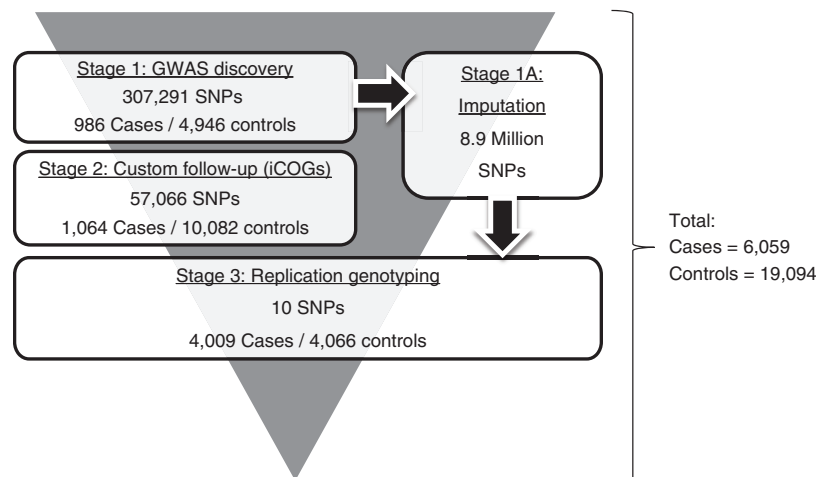 Stage 1: GWAS discovery
307,291 SNPs
986 Cases / 4,946 controls
Stage 1A:
Imputation
8.9 Million
SNPs
Stage 2: Custom follow-up (iCOGs)
57,066 SNPs
1,064 Cases / 10,082 controls
Stage 3: Replication genotyping
10 SNPs
4,009 Cases / 4,066 controls
Total:
Cases = 6,059
Controls = 19,094